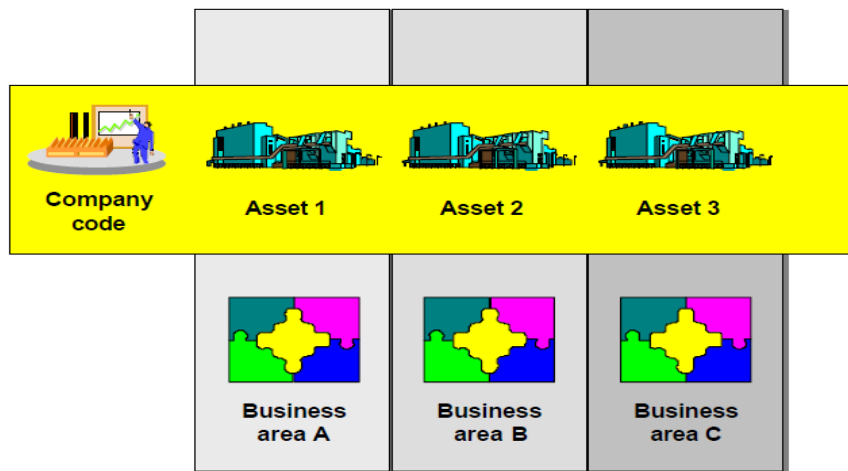 Company
code
Asset 1
Asset 2
Asset 3
Business
area A
Business
area B
Business
area C